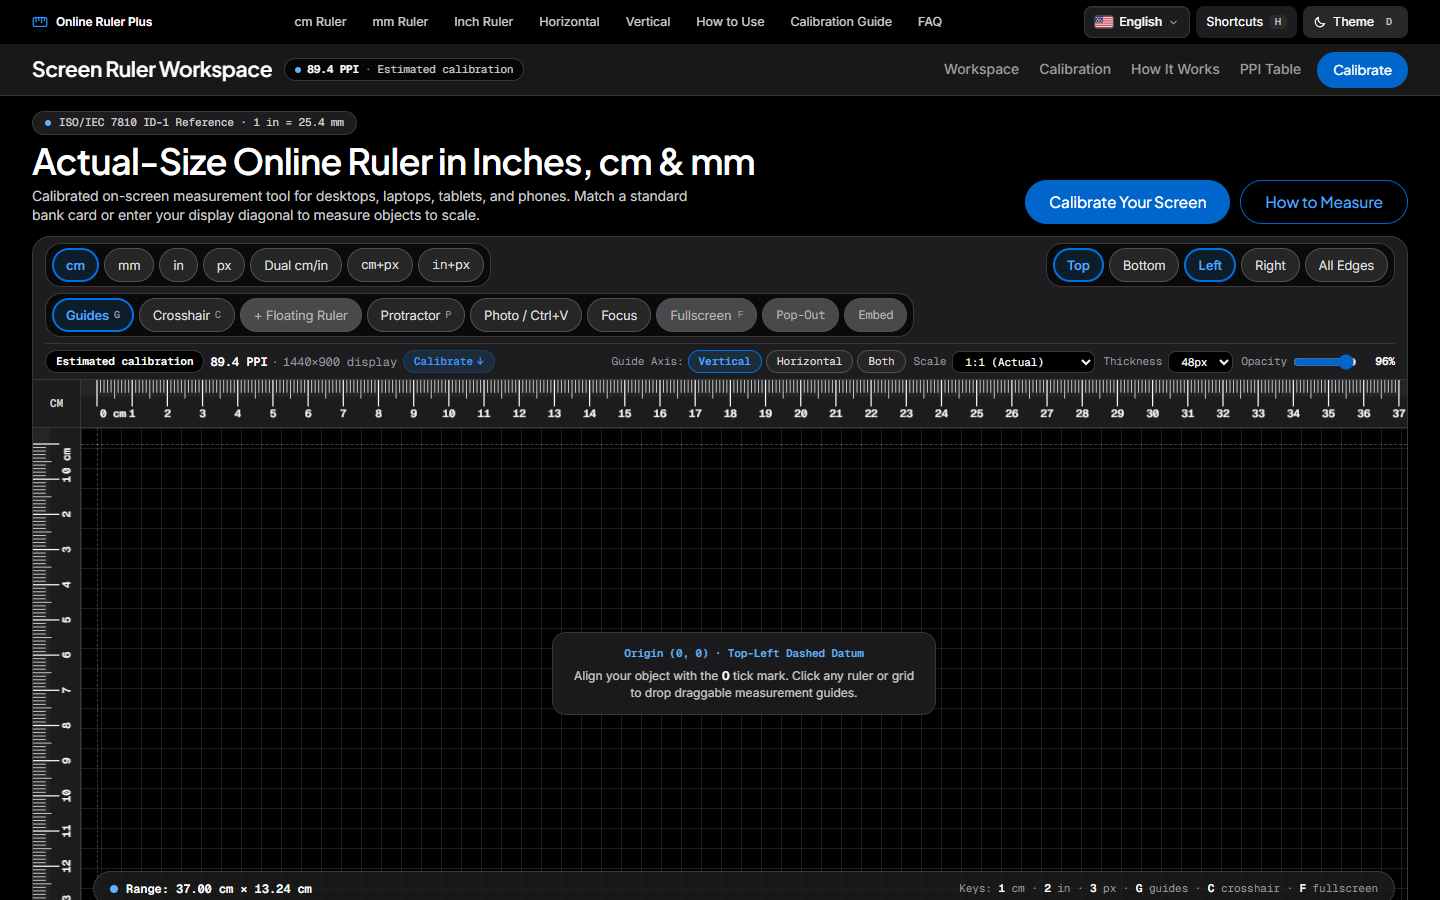 Online Ruler Plus
cm Ruler
mm Ruler
Inch Ruler
Horizontal
Vertical
How to Use
Calibration Guide
FAQ
English
Shortcuts H
Theme D
Screen Ruler Workspace
89.4 PPI · Estimated calibration
Workspace
Calibration
How It Works
PPI Table
Calibrate
ISO/IEC 7810 ID-1 Reference · 1 in = 25.4 mm
Actual-Size Online Ruler in Inches, cm & mm
Calibrated on-screen measurement tool for desktops, laptops, tablets, and phones. Match a standard
bank card or enter your display diagonal to measure objects to scale.
Calibrate Your Screen
How to Measure
cm
mm
in
px
Dual cm/in
cm+px
in+px
Top
Bottom
Left
Right
All Edges
Guides G
Crosshair C
+ Floating Ruler
Protractor P
Photo / Ctrl+V
Focus
Fullscreen F
Pop-Out
Embed
Estimated calibration
89.4 PPI · 1440×900 display
Calibrate ↓
Guide Axis:
Vertical
Horizontal
Both
Scale
1:1 (Actual)
Thickness
48px
Opacity
96%
CM
0 cm 1 2 3 4 5 6 7 8 9 10 11 12 13 14 15 16 17 18 19 20 21 22 23 24 25 26 27 28 29 30 31 32 33 34 35 36 37
0 cm
1
2
3
4
5
6
7
8
9
10
11
12
Origin (0, 0) · Top-Left Dashed Datum
Align your object with the 0 tick mark. Click any ruler or grid
to drop draggable measurement guides.
Range: 37.00 cm × 13.24 cm
Keys: 1 cm · 2 in · 3 px · G guides · C crosshair · F fullscreen